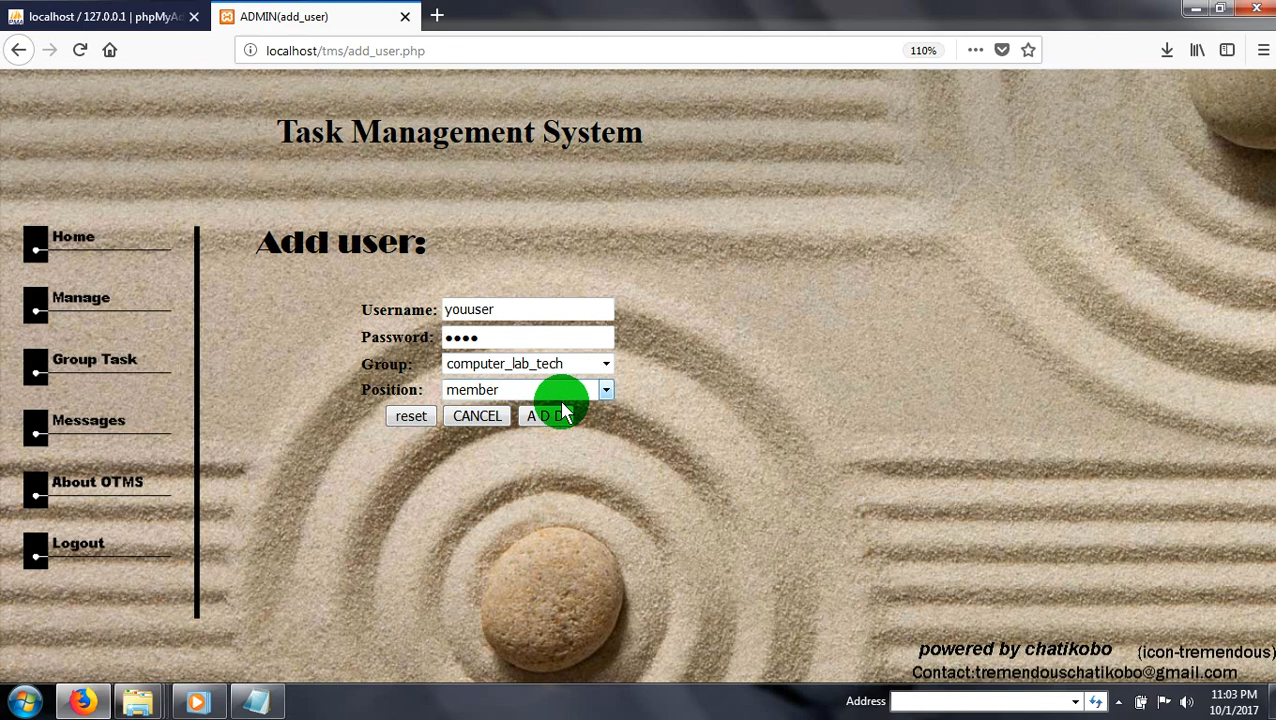 localhost / 127.0.0.1 | phpMyAd
ADMIN(add_user)
localhost/tms/add_user.php
110%
Task Management System
Home
Manage
Group Task
Messages
About OTMS
Logout
Add user:
Username: youuser
Password: ••••
Group: computer_lab_tech
Position: member
reset CANCEL A D D
powered by chatikobo (icon-tremendous)
Contact:tremendouschatikobo@gmail.com
Address
11:03 PM
10/1/2017